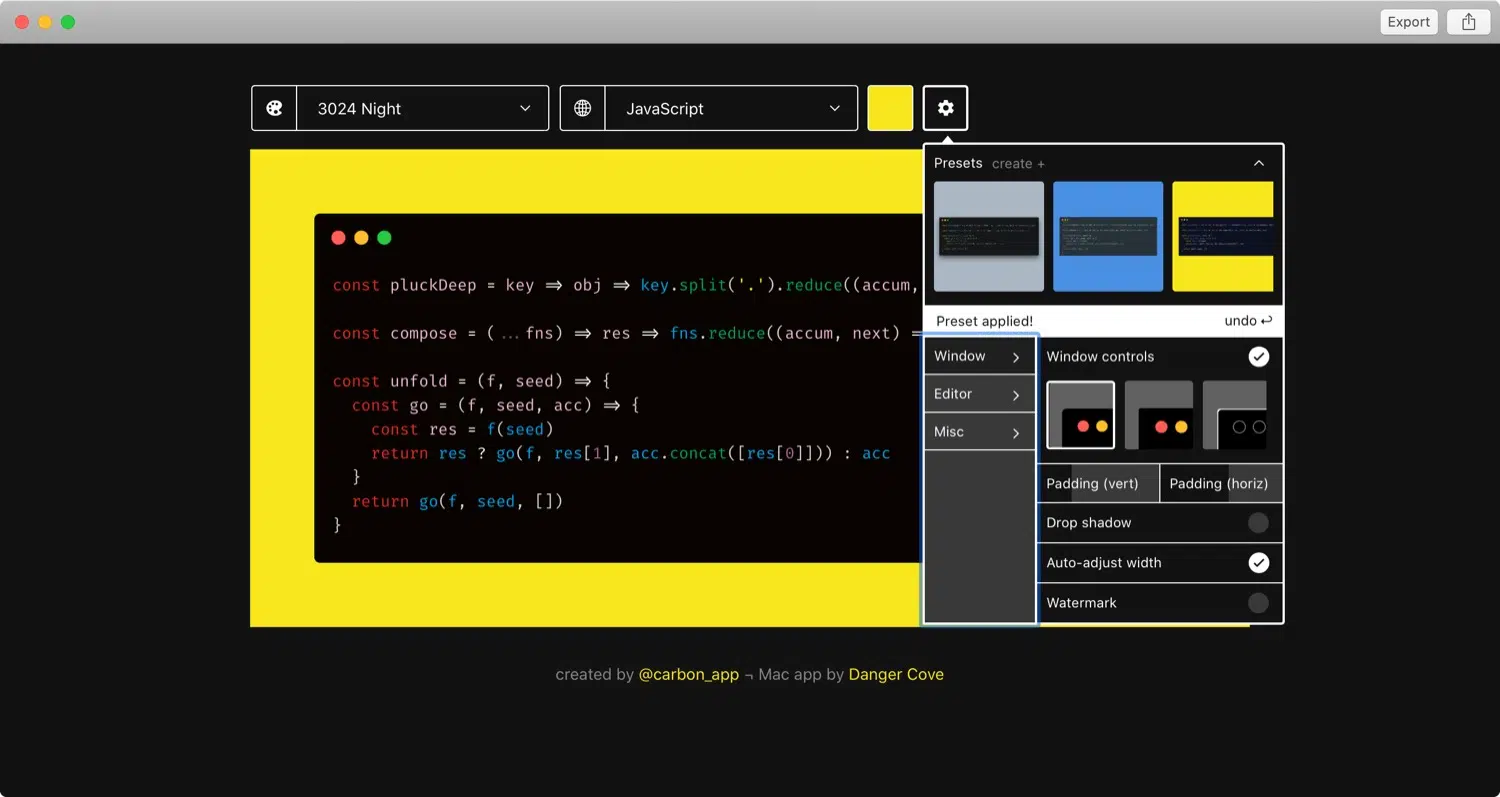 Export
3024 Night
JavaScript
Presets create +
Preset applied! undo ↩
Window
Editor
Misc
Window controls
Padding (vert) Padding (horiz)
Drop shadow
Auto-adjust width
Watermark
const pluckDeep = key => obj => key.split('.').reduce((accum,
const compose = (...fns) => res => fns.reduce((accum, next) =
const unfold = (f, seed) => {
const go = (f, seed, acc) => {
const res = f(seed)
return res ? go(f, res[1], acc.concat([res[0]])) : acc
}
return go(f, seed, [])
}
created by @carbon_app ¬ Mac app by Danger Cove